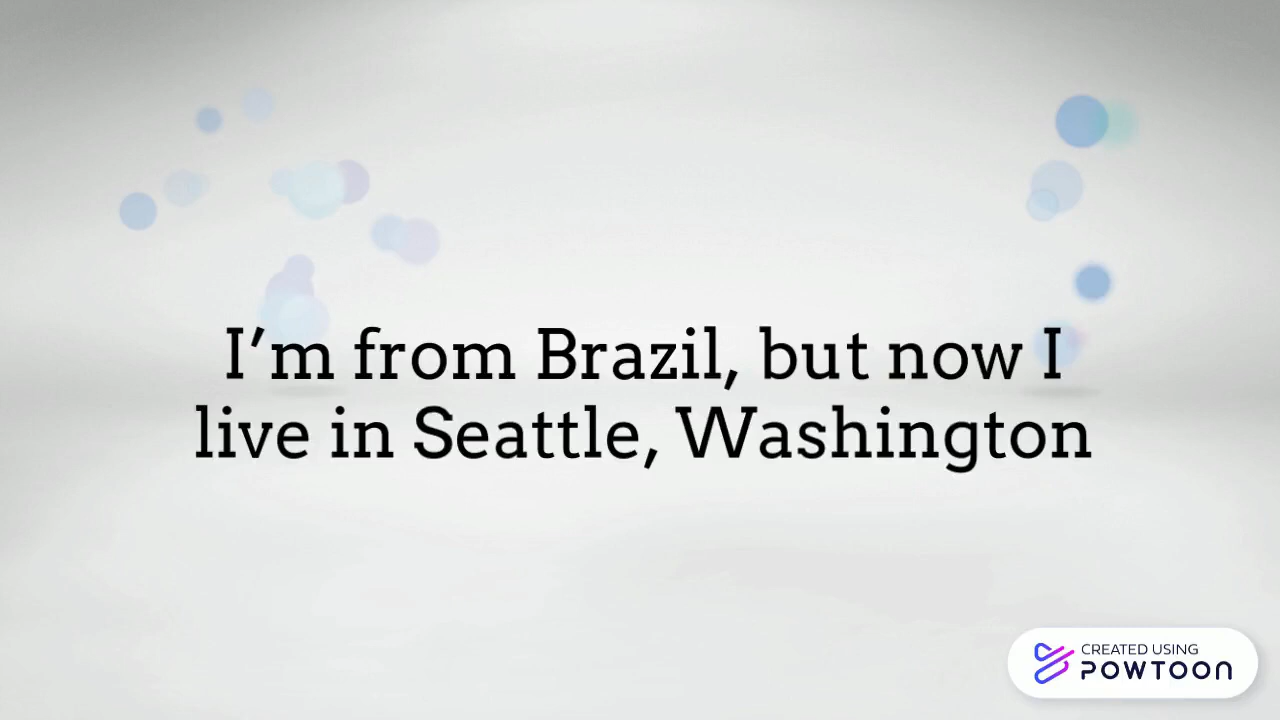 I’m from Brazil, but now I
live in Seattle, Washington
CREATED USING
POWTOON